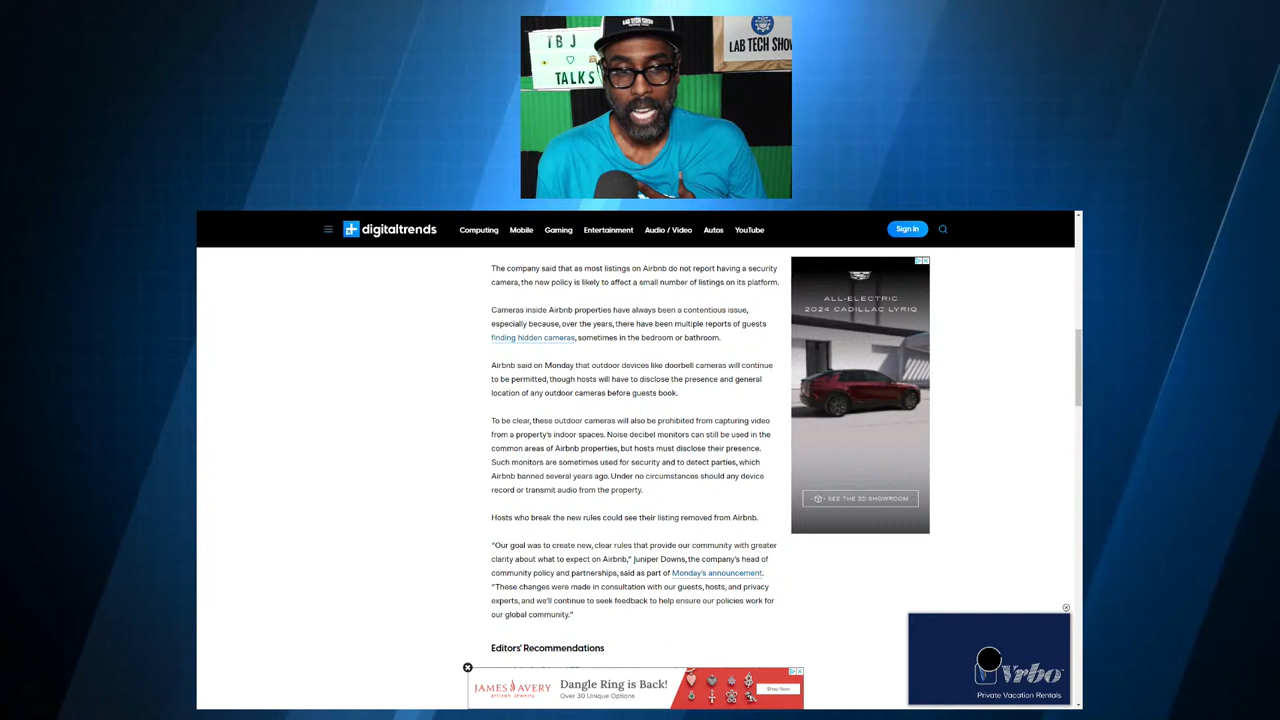 LAB TECH SHOW
TBJ
TALKS
LAB TECH SHOW
digitaltrends
Computing Mobile Gaming Entertainment Audio / Video Autos YouTube
Sign In
The company said that as most listings on Airbnb do not report having a security
camera, the new policy is likely to affect a small number of listings on its platform.
Cameras inside Airbnb properties have always been a contentious issue,
especially because, over the years, there have been multiple reports of guests
finding hidden cameras, sometimes in the bedroom or bathroom.
Airbnb said on Monday that outdoor devices like doorbell cameras will continue
to be permitted, though hosts will have to disclose the presence and general
location of any outdoor cameras before guests book.
To be clear, these outdoor cameras will also be prohibited from capturing video
from a property's indoor spaces. Noise decibel monitors can still be used in the
common areas of Airbnb properties, but hosts must disclose their presence.
Such monitors are sometimes used for security and to detect parties, which
Airbnb banned several years ago. Under no circumstances should any device
record or transmit audio from the property.
Hosts who break the new rules could see their listing removed from Airbnb.
“Our goal was to create new, clear rules that provide our community with greater
clarity about what to expect on Airbnb,” Juniper Downs, the company's head of
community policy and partnerships, said as part of Monday's announcement.
“These changes were made in consultation with our guests, hosts, and privacy
experts, and we'll continue to seek feedback to help ensure our policies work for
our global community.”
Editors' Recommendations
ALL-ELECTRIC
2024 CADILLAC LYRIQ
SEE THE 3D SHOWROOM
JAMES AVERY
artisan jewelry
Dangle Ring is Back!
Over 30 Unique Options
Shop Now
Vrbo
Private Vacation Rentals